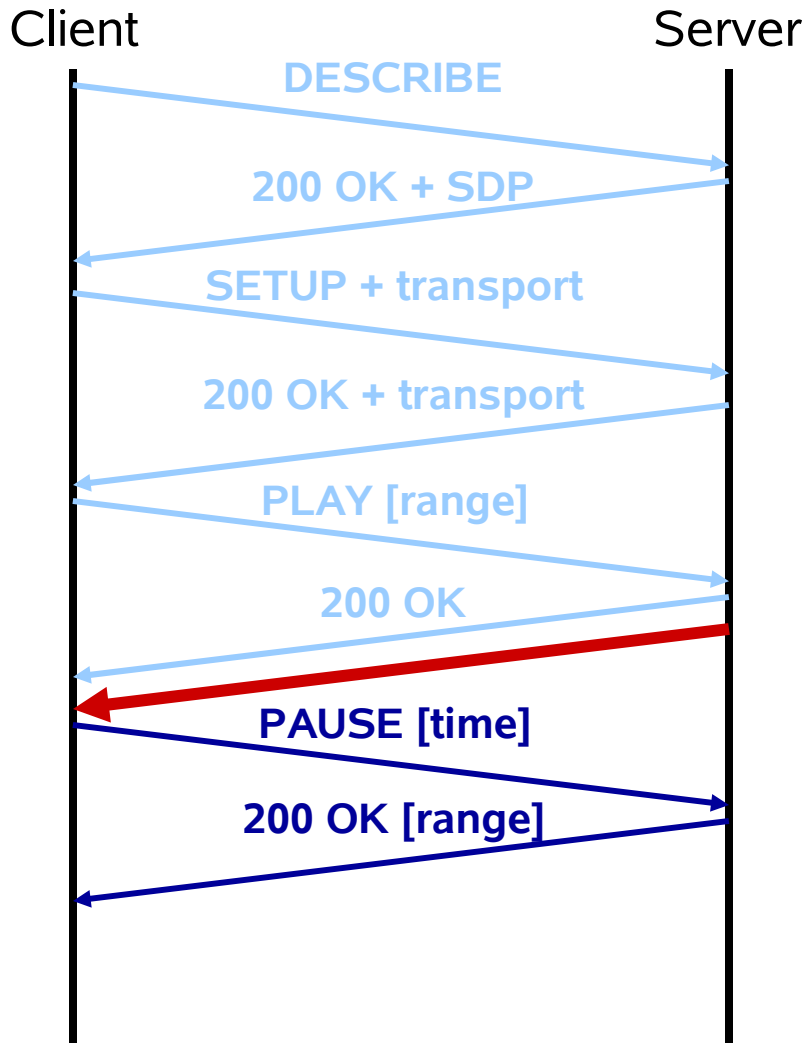 Client
Server
DESCRIBE
200 OK + SDP
SETUP + transport
200 OK + transport
PLAY [range]
200 OK
PAUSE [time]
200 OK [range]